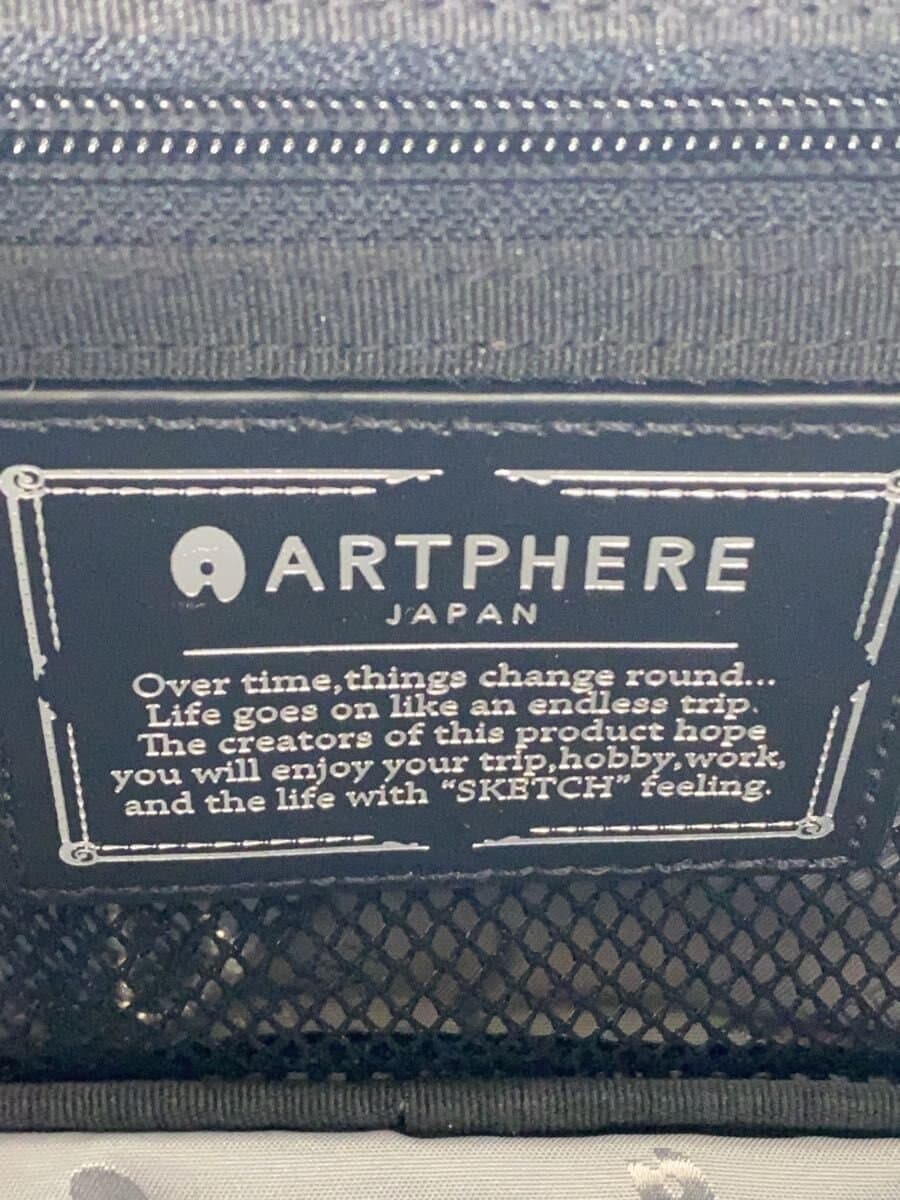 ARTPHERE
JAPAN
Over time,things change round...
Life goes on like an endless trip.
The creators of this product hope
you will enjoy your trip,hobby,work,
and the life with “SKETCH” feeling.